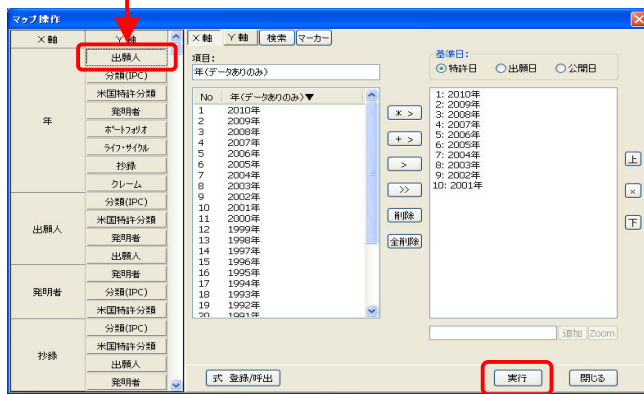 マップ操作
X軸 Y軸
年
出願人
分類(IPC)
米国特許分類
発明者
ポートフォリオ
ライフ・サイクル
抄録
クレーム
出願人
分類(IPC)
米国特許分類
発明者
出願人
発明者
発明者
分類(IPC)
米国特許分類
抄録
分類(IPC)
米国特許分類
出願人
発明者
X軸 Y軸 検索 マーカー
項目:
年(データありのみ)
基準日:
特許日 出願日 公開日
No 年(データありのみ)▼
1 2010年
2 2009年
3 2008年
4 2007年
5 2006年
6 2005年
7 2004年
8 2003年
9 2002年
10 2001年
11 2000年
12 1999年
13 1998年
14 1997年
15 1996年
16 1995年
17 1994年
18 1993年
19 1992年
20 1991年
* >
+ >
>
>>
削除
全削除
1: 2010年
2: 2009年
3: 2008年
4: 2007年
5: 2006年
6: 2005年
7: 2004年
8: 2003年
9: 2002年
10: 2001年
上
×
下
追加 Zoom
式 登録/呼出
実行 閉じる